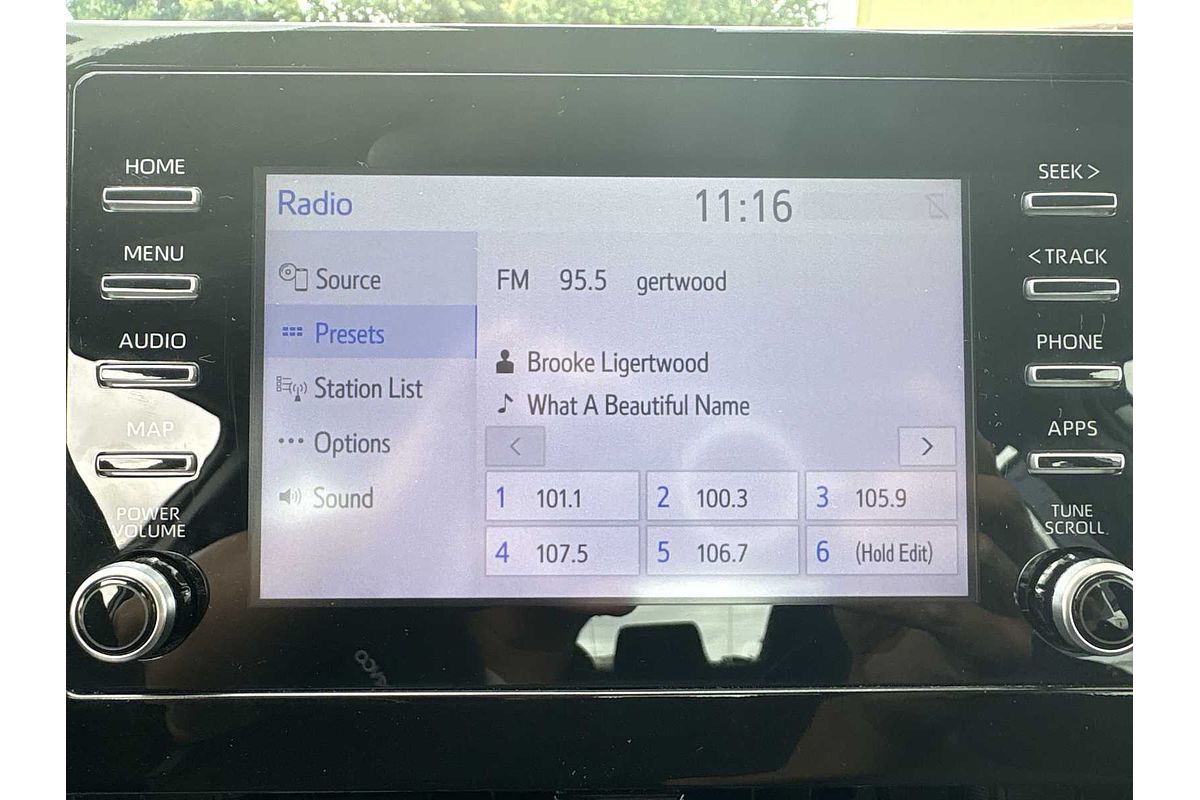 HOME
MENU
AUDIO
MAP
POWER
VOLUME
Radio
11:16
Source
Presets
Station List
Options
Sound
FM 95.5 gertwood
Brooke Ligertwood
What A Beautiful Name
< >
1 101.1 2 100.3 3 105.9
4 107.5 5 106.7 6 (Hold Edit)
SEEK >
< TRACK
PHONE
APPS
TUNE
SCROLL